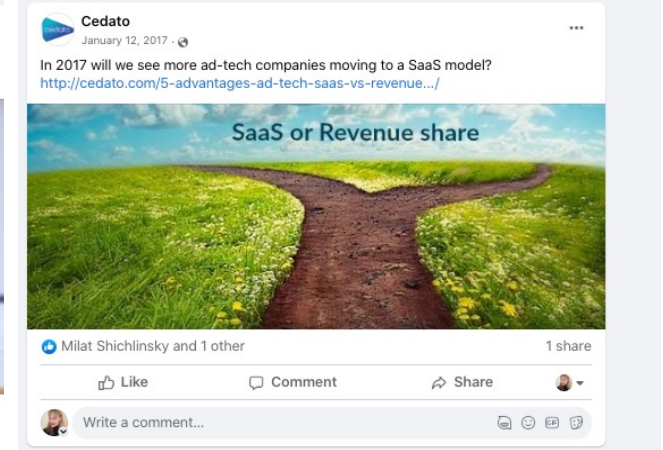 cedato
Cedato
January 12, 2017 ·
In 2017 will we see more ad-tech companies moving to a SaaS model?
http://cedato.com/5-advantages-ad-tech-saas-vs-revenue.../
SaaS or Revenue share
Milat Shichlinsky and 1 other 1 share
Like Comment Share
Write a comment... GIF